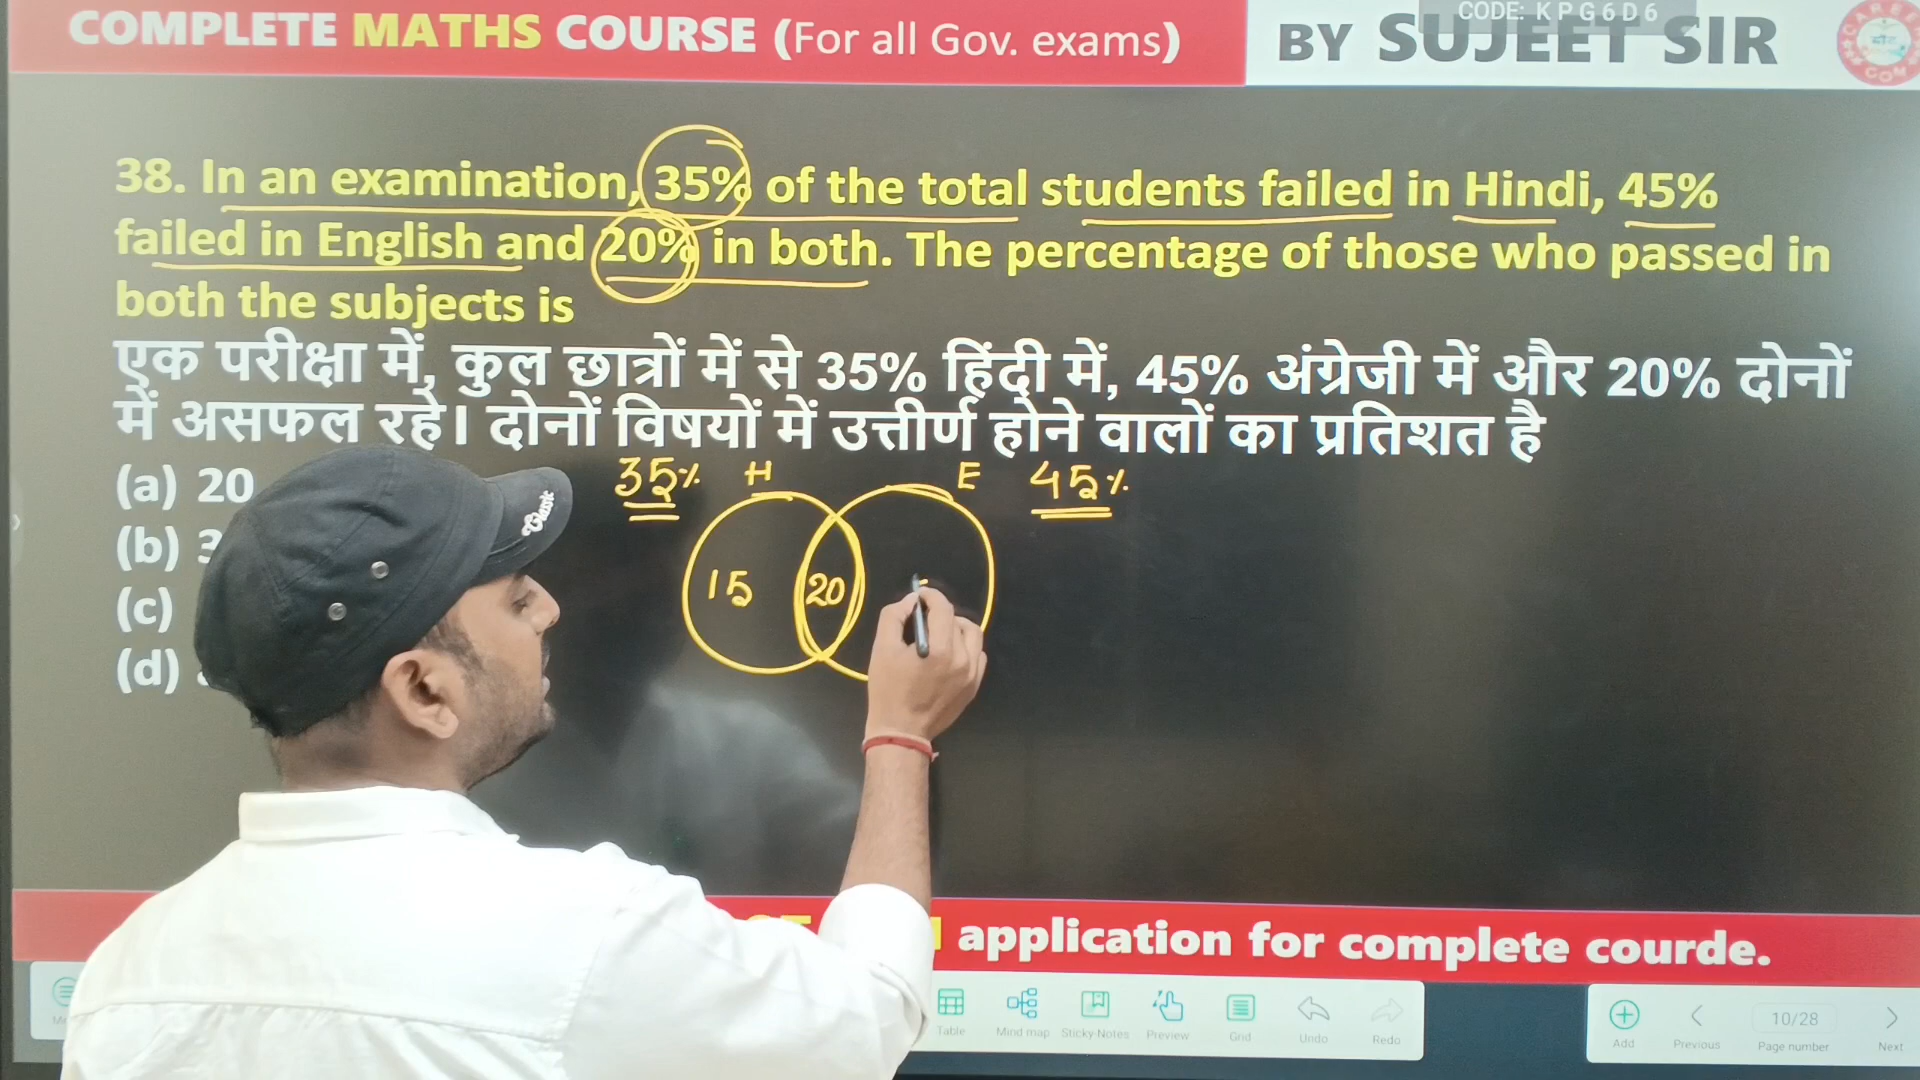 COMPLETE MATHS COURSE (For all Gov. exams)
BY SUJEET SIR
CODE: K P G 6 D 6
38. In an examination, 35% of the total students failed in Hindi, 45%
failed in English and 20% in both. The percentage of those who passed in
both the subjects is
एक परीक्षा में, कुल छात्रों में से 35% हिंदी में, 45% अंग्रेजी में और 20% दोनों
में असफल रहे। दोनों विषयों में उत्तीर्ण होने वालों का प्रतिशत है
(a) 20
(b) 3
(c)
(d)
35% H E 45%
15 20
Classic
application for complete courde.
Table Mind map Sticky-Notes Preview Grid Undo Redo
Add Previous 10/28 Page number Next